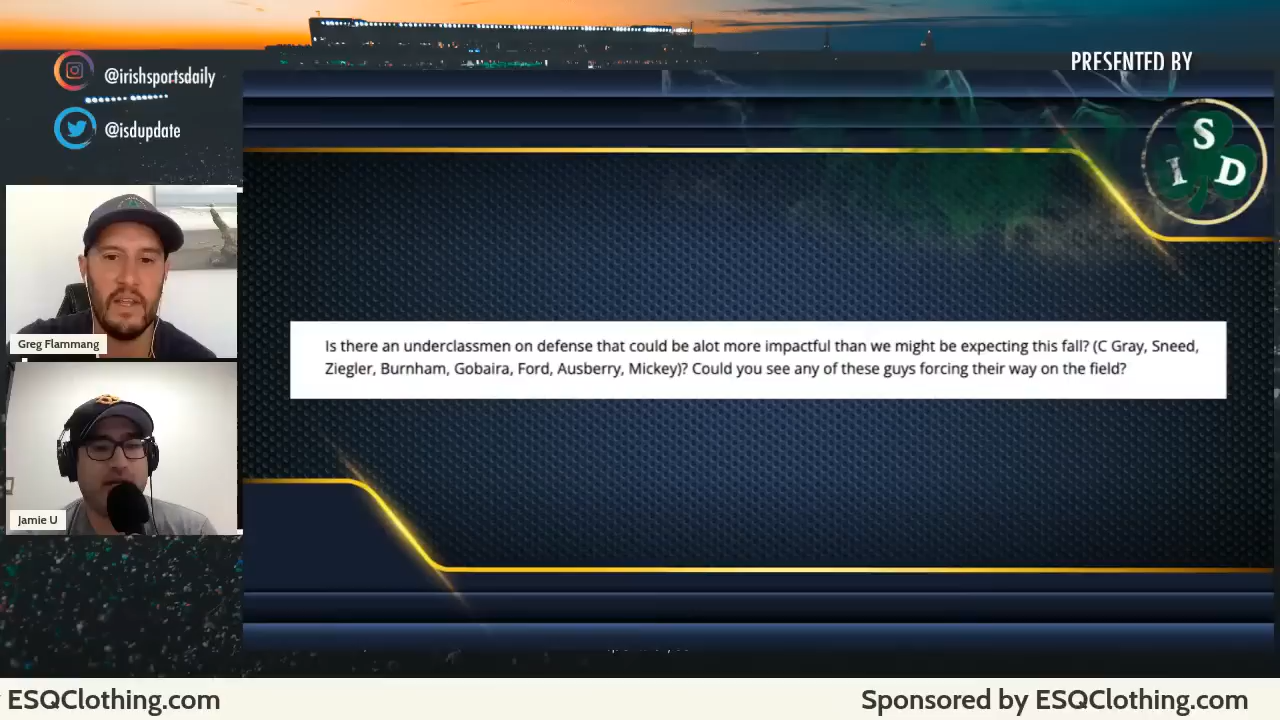 @irishsportsdaily
@isdupdate
PRESENTED BY
I S D
Greg Flammang
Jamie U
Is there an underclassmen on defense that could be alot more impactful than we might be expecting this fall? (C Gray, Sneed,
Ziegler, Burnham, Gobaira, Ford, Ausberry, Mickey)? Could you see any of these guys forcing their way on the field?
ESQClothing.com
Sponsored by ESQClothing.com